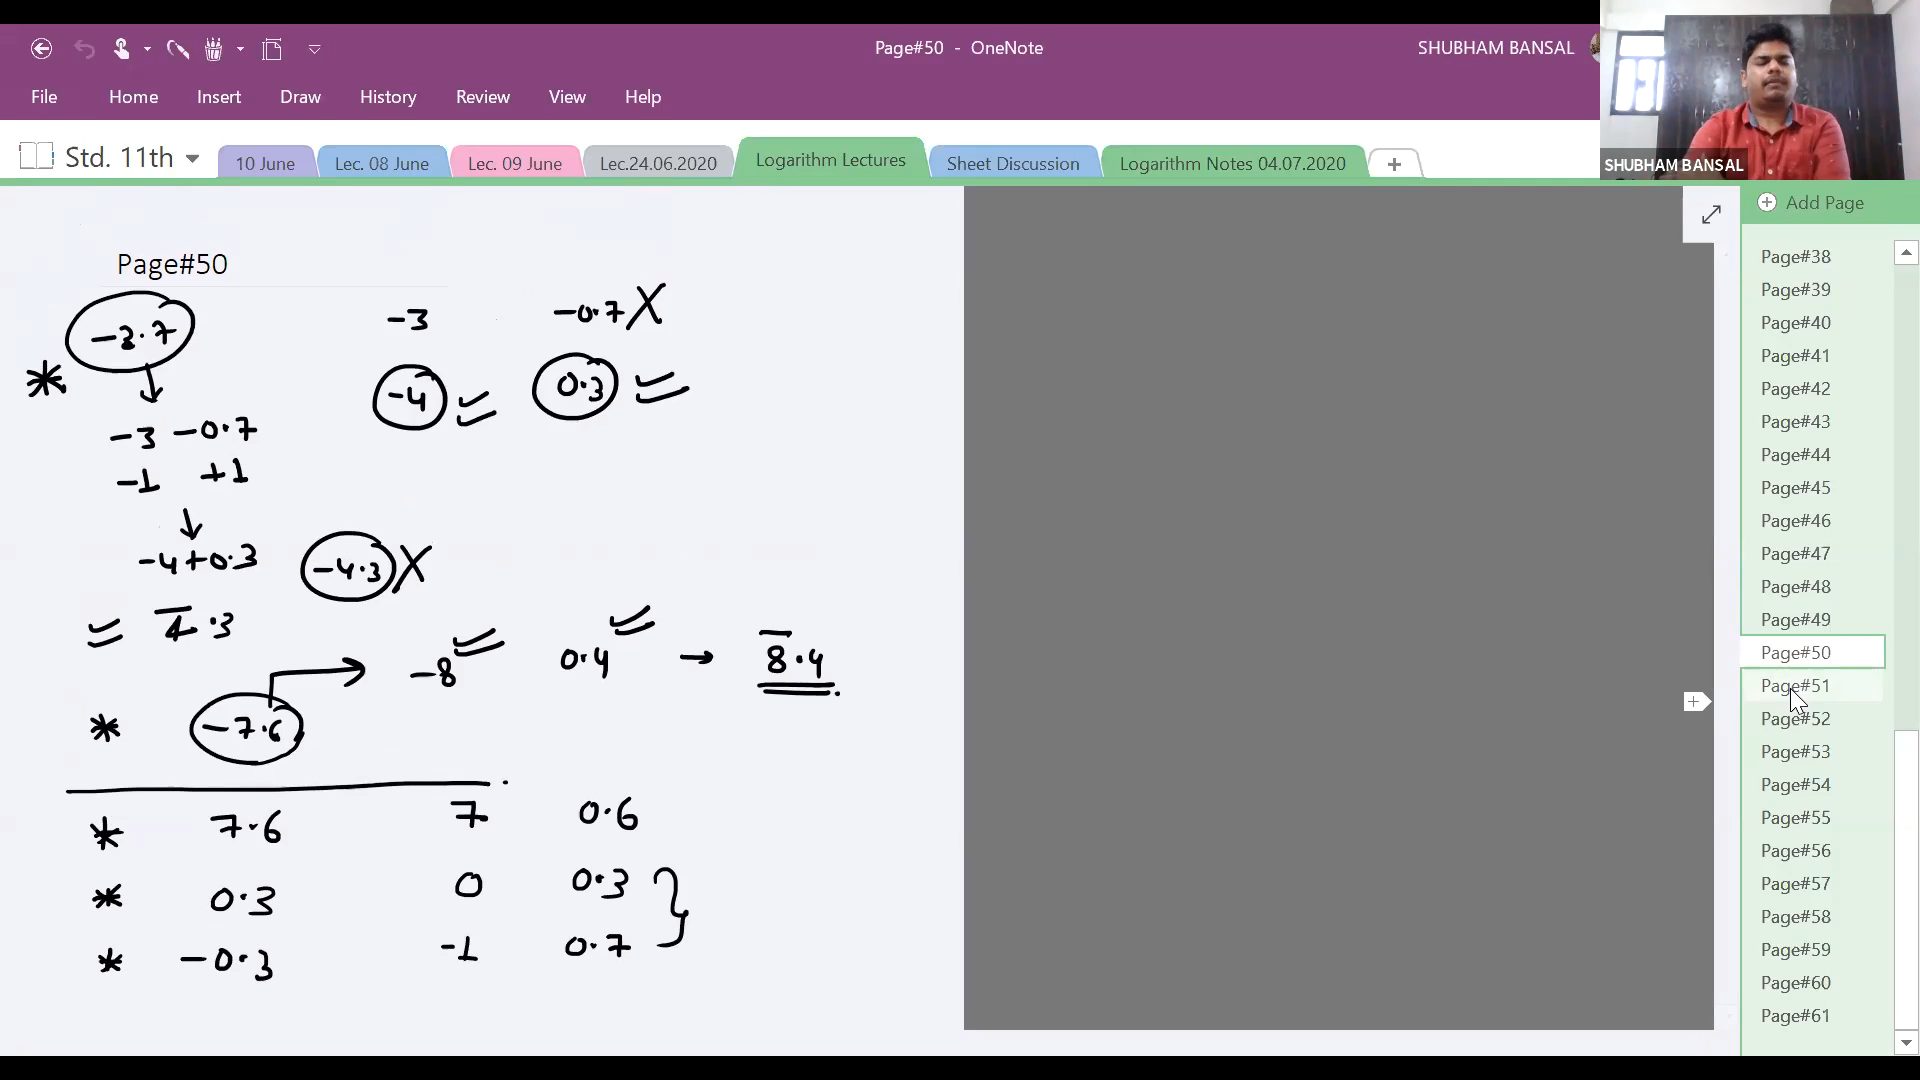 Page#50 - OneNote
SHUBHAM BANSAL
File Home Insert Draw History Review View Help
Std. 11th
10 June
Lec. 08 June
Lec. 09 June
Lec.24.06.2020
Logarithm Lectures
Sheet Discussion
Logarithm Notes 04.07.2020
SHUBHAM BANSAL
Add Page
Page#50
-3.7 -3 -0.7 X
* -4 0.3
-3 -0.7
-1 +1
-4+0.3 -4.3 X
4̅.3
-8 0.4 → 8̅.4
* -7.6
* 7.6 7 0.6
* 0.3 0 0.3
* -0.3 -1 0.7
Page#38
Page#39
Page#40
Page#41
Page#42
Page#43
Page#44
Page#45
Page#46
Page#47
Page#48
Page#49
Page#50
Page#51
Page#52
Page#53
Page#54
Page#55
Page#56
Page#57
Page#58
Page#59
Page#60
Page#61